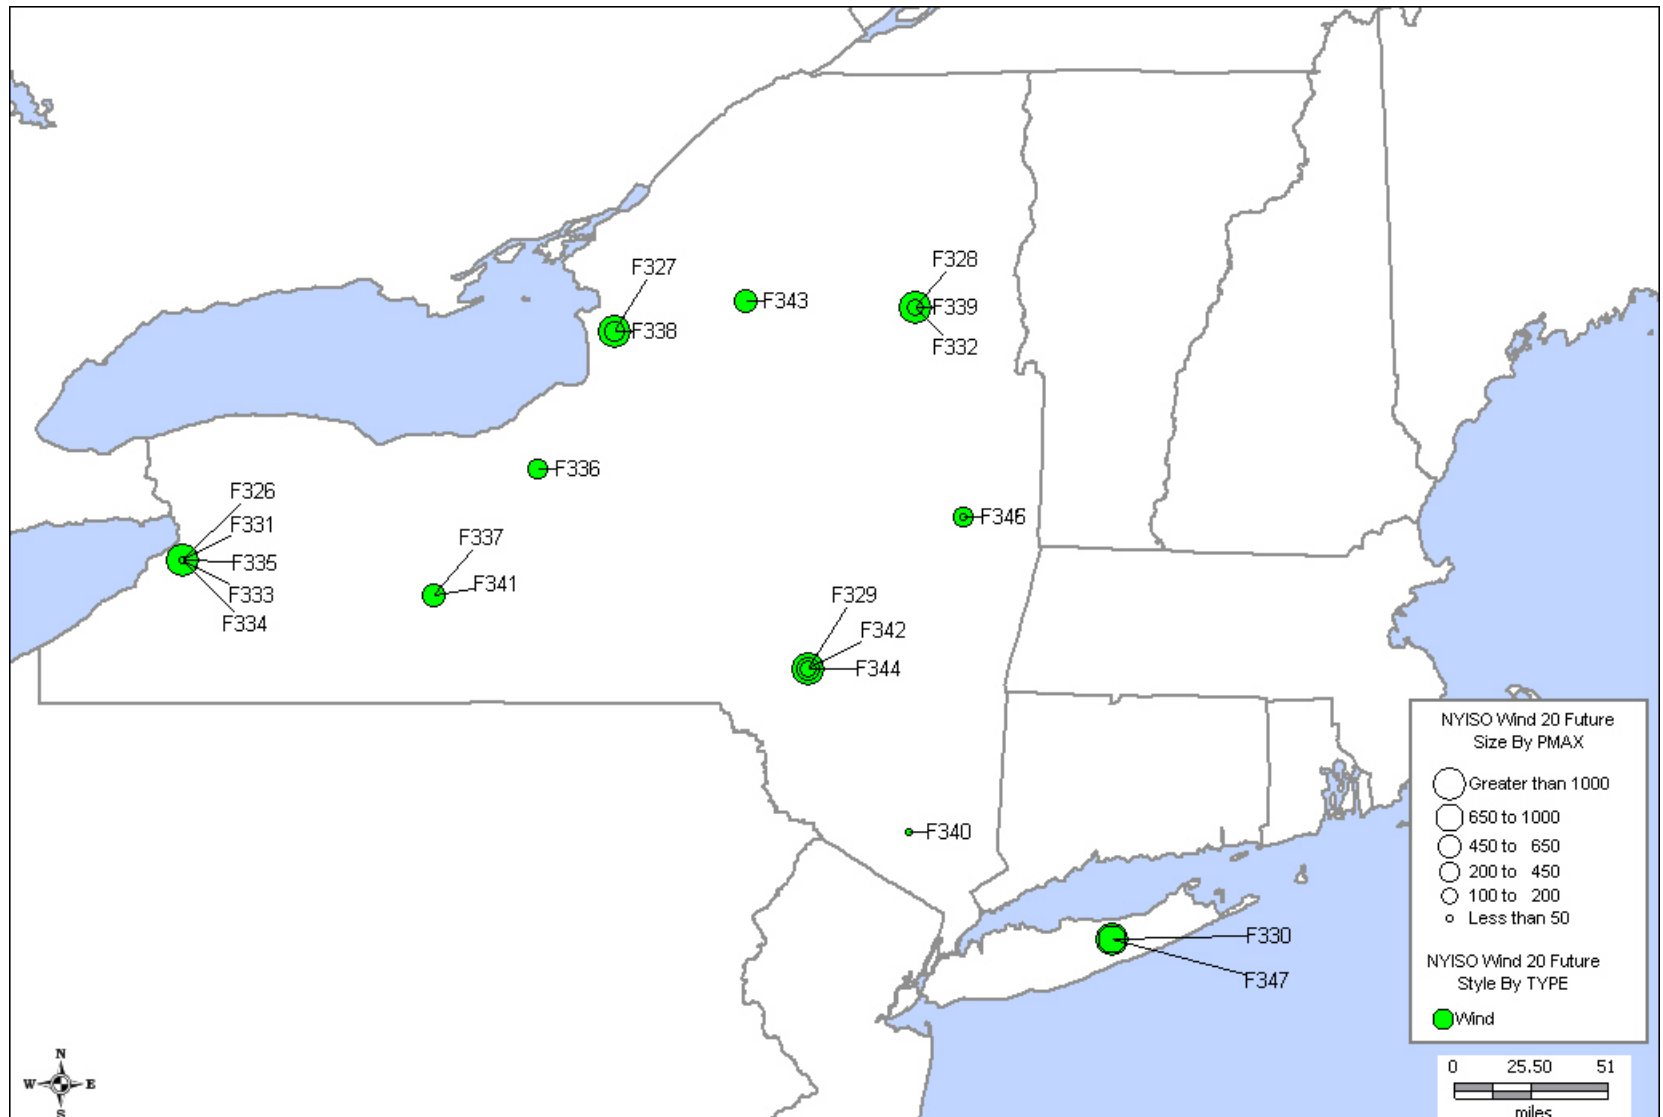 F327
F338
F343
F328
F339
F332
F336
F326
F331
F335
F333
F334
F337
F341
F346
F329
F342
F344
F340
F330
F347
NYISO Wind 20 Future
Size By PMAX
Greater than 1000
650 to 1000
450 to 650
200 to 450
100 to 200
Less than 50
NYISO Wind 20 Future
Style By TYPE
Wind
N
W E
S
0 25.50 51
miles